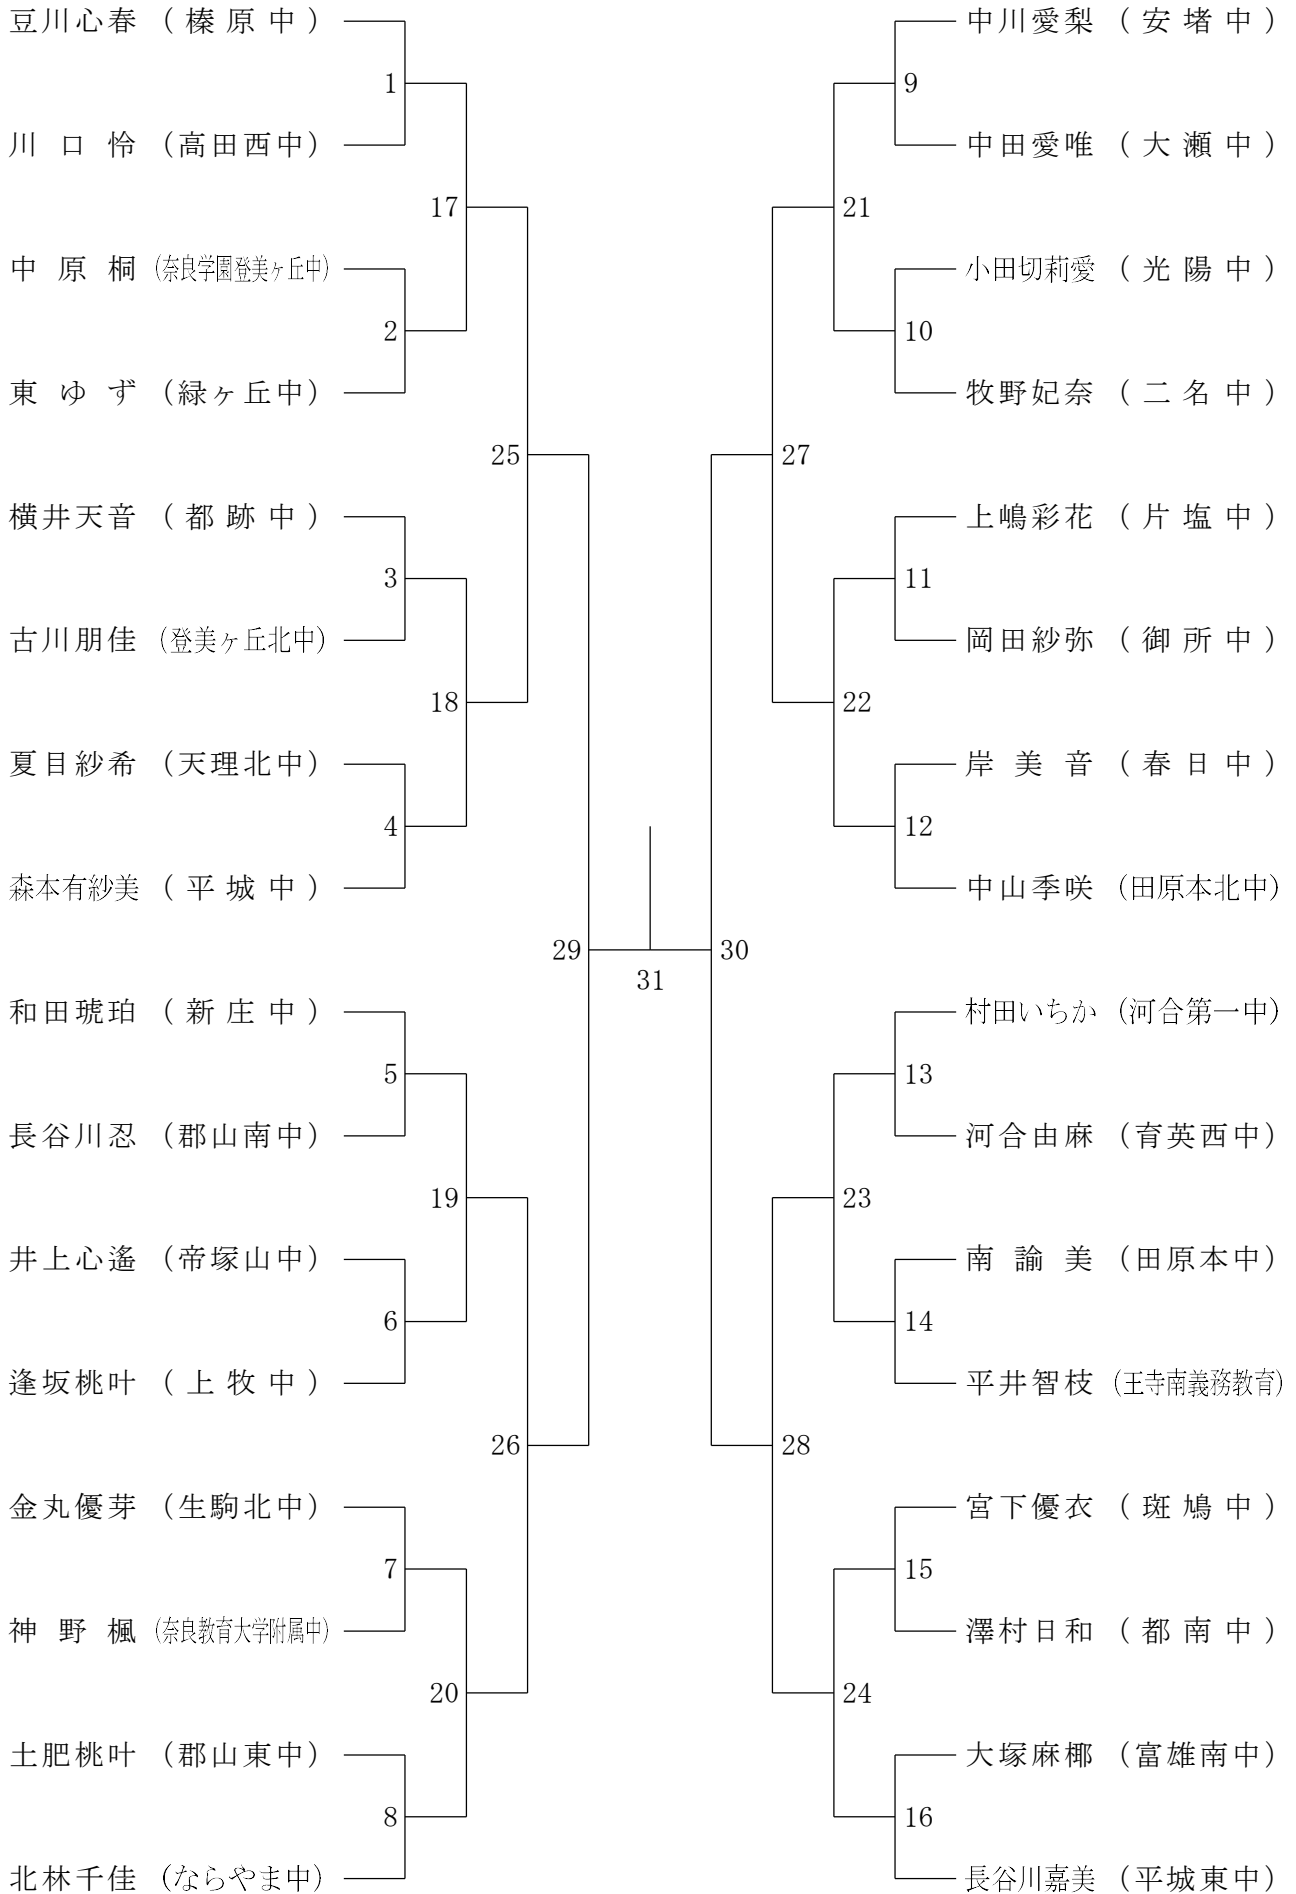 豆川心春 (榛原中)
1
川口怜 (高田西中)
17
中原桐 (奈良学園登美ヶ丘中)
2
東ゆず (緑ヶ丘中)
25
横井天音 (都跡中)
3
古川朋佳 (登美ヶ丘北中)
18
夏目紗希 (天理北中)
4
森本有紗美 (平城中)
29
和田琥珀 (新庄中)
5
長谷川忍 (郡山南中)
19
井上心遙 (帝塚山中)
6
逢坂桃叶 (上牧中)
26
金丸優芽 (生駒北中)
7
神野楓 (奈良教育大学附属中)
20
土肥桃叶 (郡山東中)
8
北林千佳 (ならやま中)
31
中川愛梨 (安堵中)
9
中田愛唯 (大瀬中)
21
小田切莉愛 (光陽中)
10
牧野妃奈 (二名中)
27
上嶋彩花 (片塩中)
11
岡田紗弥 (御所中)
22
岸美音 (春日中)
12
中山季咲 (田原本北中)
30
村田いちか (河合第一中)
13
河合由麻 (育英西中)
23
南諭美 (田原本中)
14
平井智枝 (王寺南義務教育)
28
宮下優衣 (斑鳩中)
15
澤村日和 (都南中)
24
大塚麻椰 (富雄南中)
16
長谷川嘉美 (平城東中)